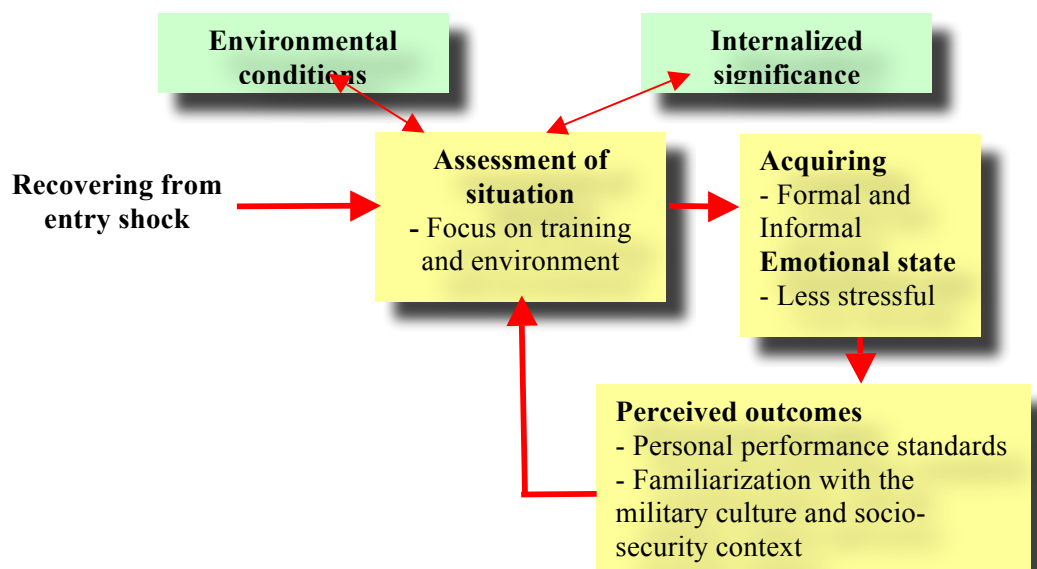 Environmental
conditions
Internalized
significance
Recovering from
entry shock
Assessment of
situation
- Focus on training
and environment
Acquiring
- Formal and
Informal
Emotional state
- Less stressful
Perceived outcomes
- Personal performance standards
- Familiarization with the
military culture and socio-
security context